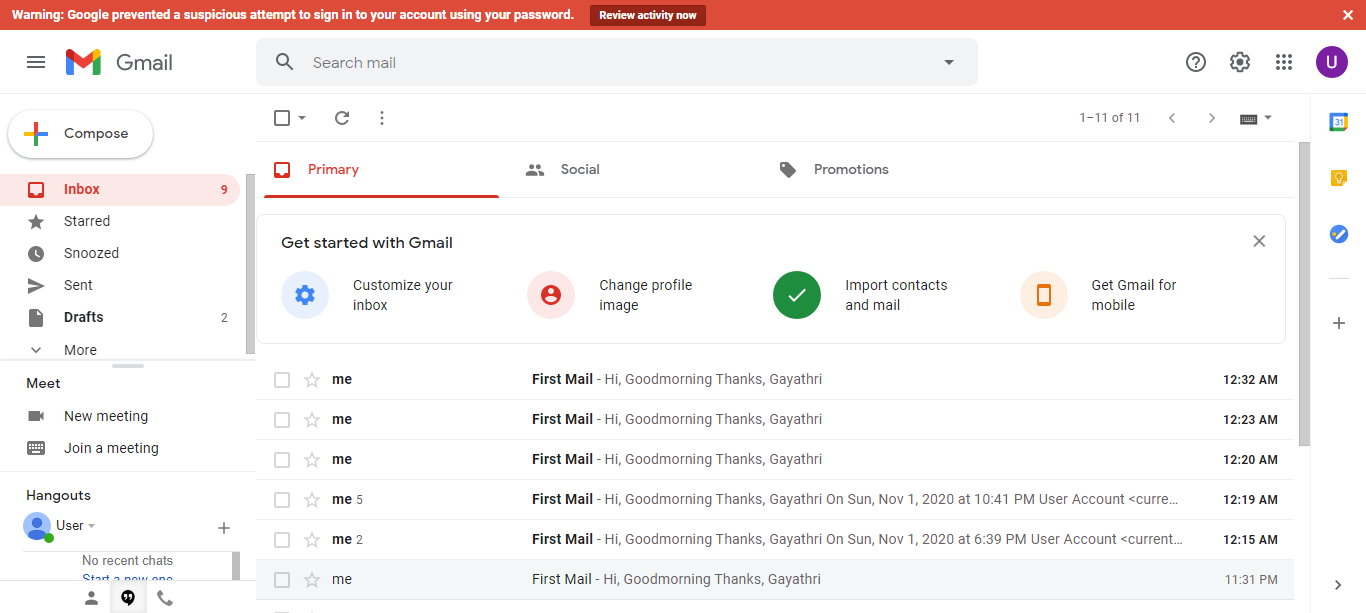 Warning: Google prevented a suspicious attempt to sign in to your account using your password. Review activity now
Gmail
Search mail
U
Compose
1–11 of 11
31
Primary
Social
Promotions
Inbox 9
Starred
Snoozed
Sent
Drafts 2
More
Get started with Gmail
Customize your
inbox
Change profile
image
Import contacts
and mail
Get Gmail for
mobile
Meet
New meeting
Join a meeting
Hangouts
User
No recent chats
Start a new one
me First Mail - Hi, Goodmorning Thanks, Gayathri 12:32 AM
me First Mail - Hi, Goodmorning Thanks, Gayathri 12:23 AM
me First Mail - Hi, Goodmorning Thanks, Gayathri 12:20 AM
me 5 First Mail - Hi, Goodmorning Thanks, Gayathri On Sun, Nov 1, 2020 at 10:41 PM User Account <curre…
12:19 AM
me 2 First Mail - Hi, Goodmorning Thanks, Gayathri On Sun, Nov 1, 2020 at 6:39 PM User Account <current…
12:15 AM
me First Mail - Hi, Goodmorning Thanks, Gayathri 11:31 PM